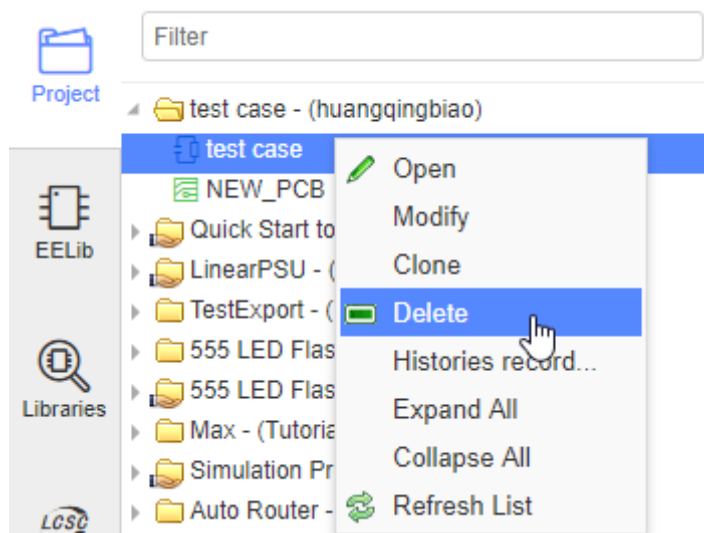 Filter
Project
test case - (huangqingbiao)
test case
NEW_PCB
Quick Start to
LinearPSU - (
TestExport - (
555 LED Flas
555 LED Flas
Max - (Tutoria
Simulation Pr
Auto Router -
EELib
Libraries
LCSC
Open
Modify
Clone
Delete
Histories record...
Expand All
Collapse All
Refresh List